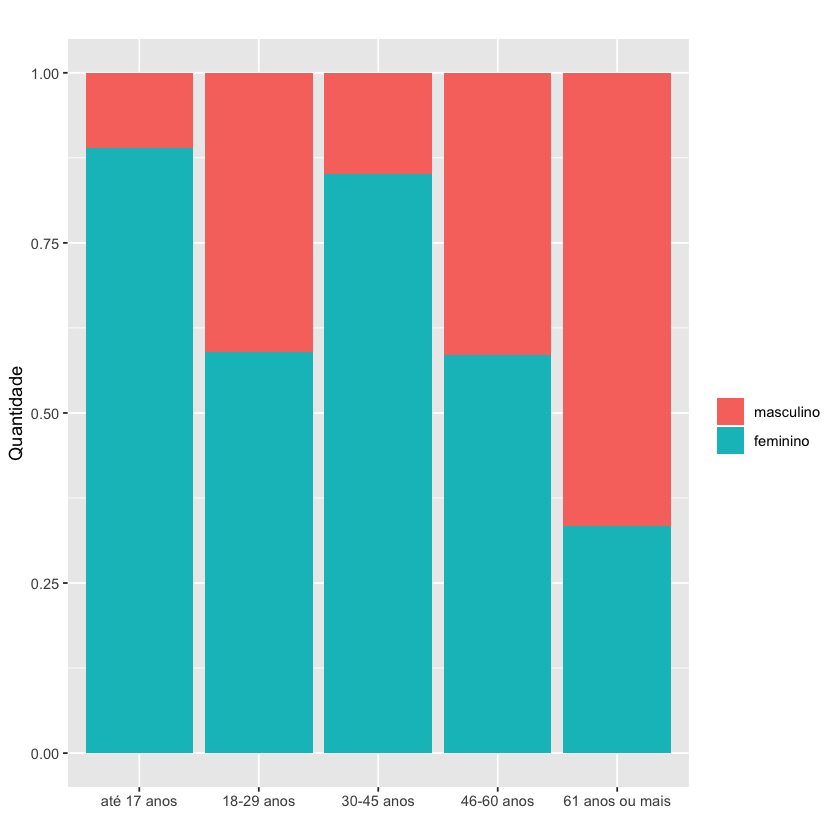 1.00
0.75
0.50
0.25
0.00
Quantidade
masculino
feminino
até 17 anos
18-29 anos
30-45 anos
46-60 anos
61 anos ou mais